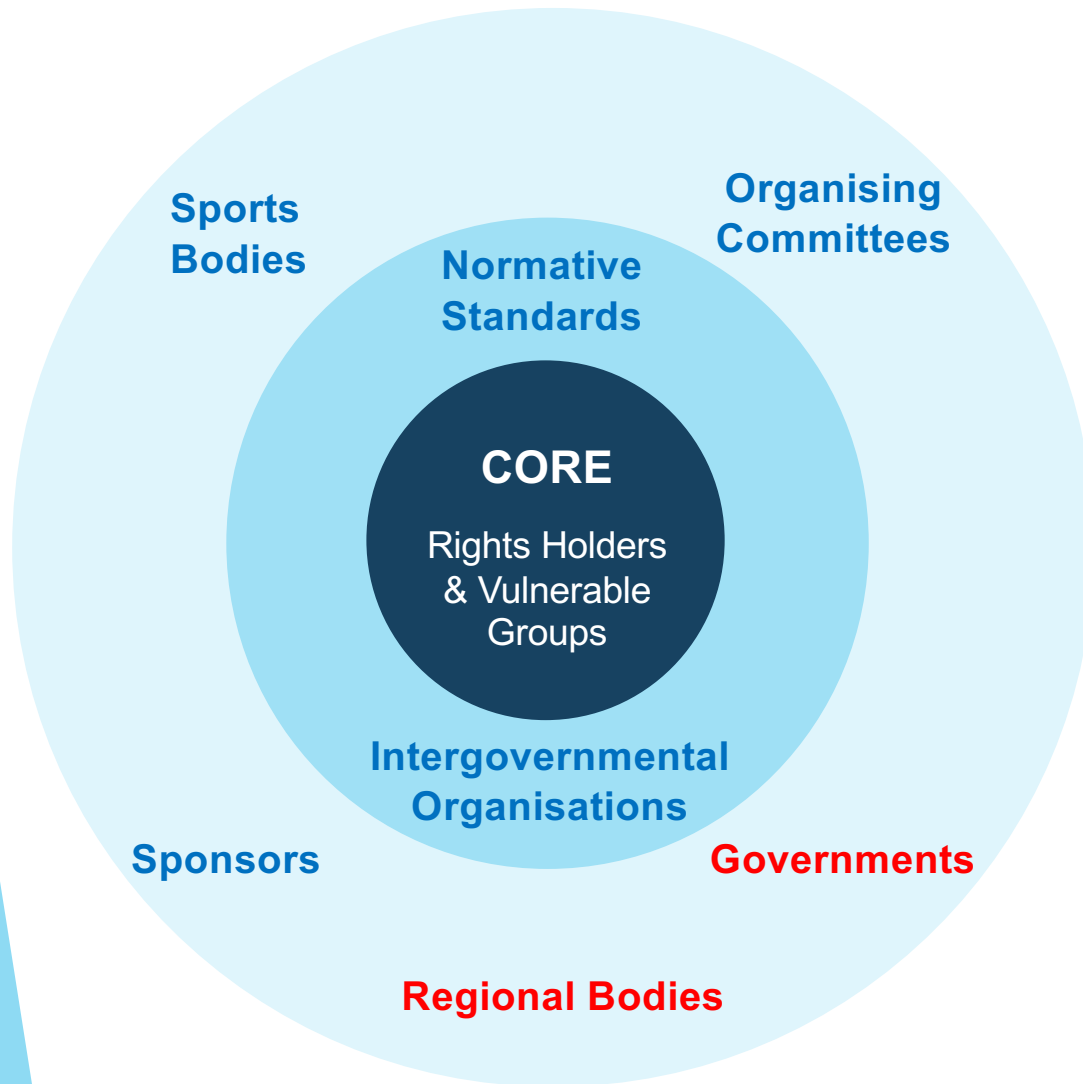 Sports
Bodies
Organising
Committees
Normative
Standards
CORE
Rights Holders
& Vulnerable
Groups
Intergovernmental
Organisations
Sponsors
Governments
Regional Bodies